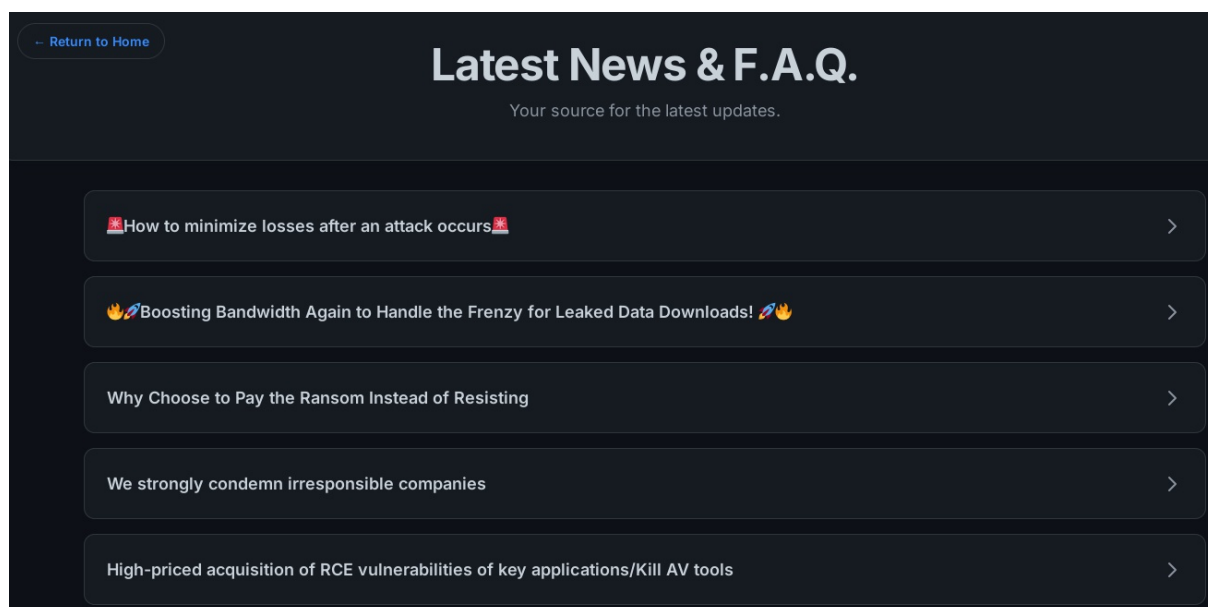 ← Return to Home
Latest News & F.A.Q.
Your source for the latest updates.
🚨How to minimize losses after an attack occurs🚨
🔥🚀Boosting Bandwidth Again to Handle the Frenzy for Leaked Data Downloads! 🚀🔥
Why Choose to Pay the Ransom Instead of Resisting
We strongly condemn irresponsible companies
High-priced acquisition of RCE vulnerabilities of key applications/Kill AV tools